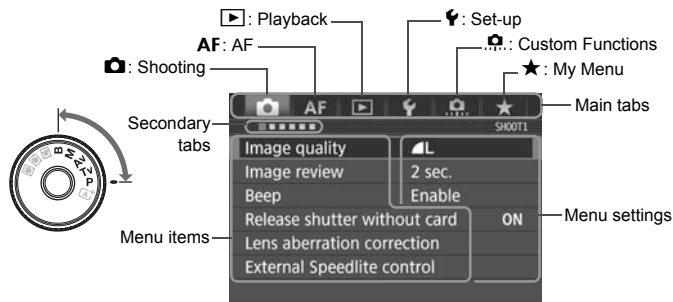 : Playback
: Set-up
AF: AF
: Custom Functions
: Shooting
: My Menu
AF
Main tabs
Secondary tabs
SHOOT1
Image quality L
Image review 2 sec.
Beep Enable
Release shutter without card ON
Menu settings
Menu items
Lens aberration correction
External Speedlite control
B
M
Av
Tv
P
A+